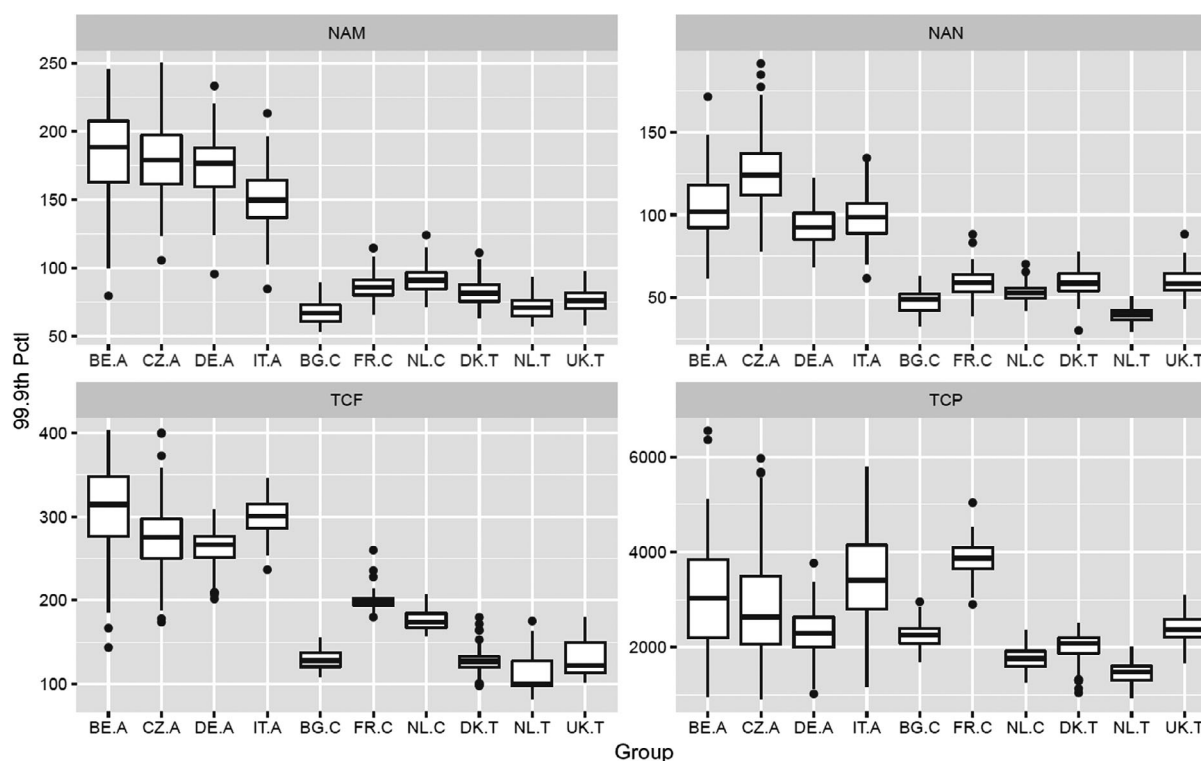 NAM
NAN
250
200
150
100
50
150
100
50
BE.A CZ.A DE.A IT.A BG.C FR.C NL.C DK.T NL.T UK.T
BE.A CZ.A DE.A IT.A BG.C FR.C NL.C DK.T NL.T UK.T
99.9th Pctl
TCF
TCP
400
300
200
100
6000
4000
2000
BE.A CZ.A DE.A IT.A BG.C FR.C NL.C DK.T NL.T UK.T
BE.A CZ.A DE.A IT.A BG.C FR.C NL.C DK.T NL.T UK.T
Group